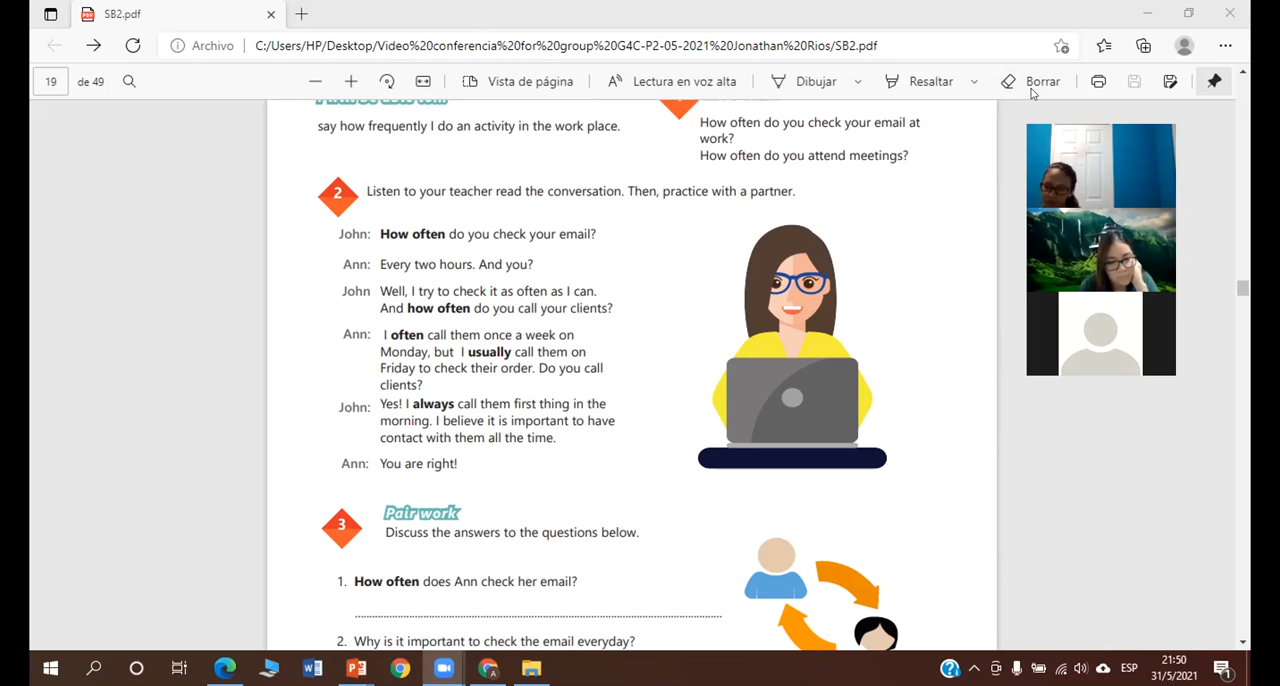 SB2.pdf
Archivo
C:/Users/HP/Desktop/Video%20conferencia%20for%20group%20G4C-P2-05-2021%20Jonathan%20Rios/SB2.pdf
19 de 49
Vista de página
Lectura en voz alta
Dibujar
Resaltar
Borrar
say how frequently I do an activity in the work place.
How often do you check your email at
work?
How often do you attend meetings?
2 Listen to your teacher read the conversation. Then, practice with a partner.
John: How often do you check your email?
Ann: Every two hours. And you?
John Well, I try to check it as often as I can.
And how often do you call your clients?
Ann: I often call them once a week on
Monday, but I usually call them on
Friday to check their order. Do you call
clients?
John: Yes! I always call them first thing in the
morning. I believe it is important to have
contact with them all the time.
Ann: You are right!
3 Pair work
Discuss the answers to the questions below.
1. How often does Ann check her email?
2. Why is it important to check the email everyday?
ESP
21:50
31/5/2021
1